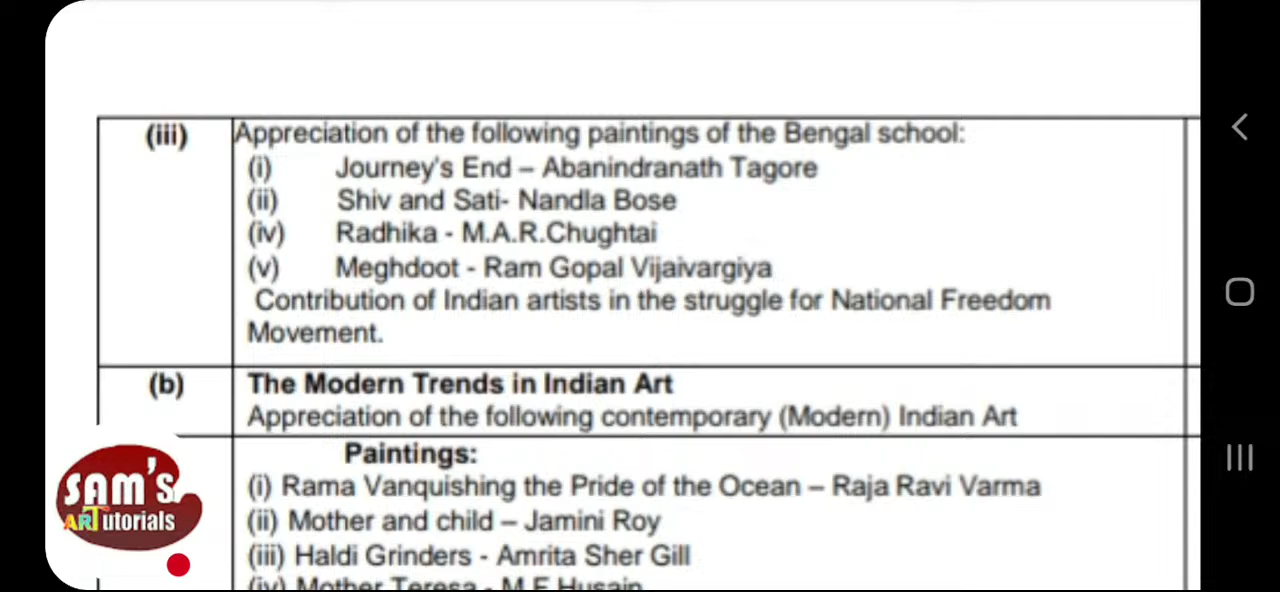 (iii) Appreciation of the following paintings of the Bengal school:
(i) Journey's End – Abanindranath Tagore
(ii) Shiv and Sati- Nandla Bose
(iv) Radhika - M.A.R.Chughtai
(v) Meghdoot - Ram Gopal Vijaivargiya
Contribution of Indian artists in the struggle for National Freedom
Movement.
(b) The Modern Trends in Indian Art
Appreciation of the following contemporary (Modern) Indian Art
Paintings:
(i) Rama Vanquishing the Pride of the Ocean – Raja Ravi Varma
(ii) Mother and child – Jamini Roy
(iii) Haldi Grinders - Amrita Sher Gill
(iv) Mother Teresa - M.F.Husain
SAM'S
ARTutorials